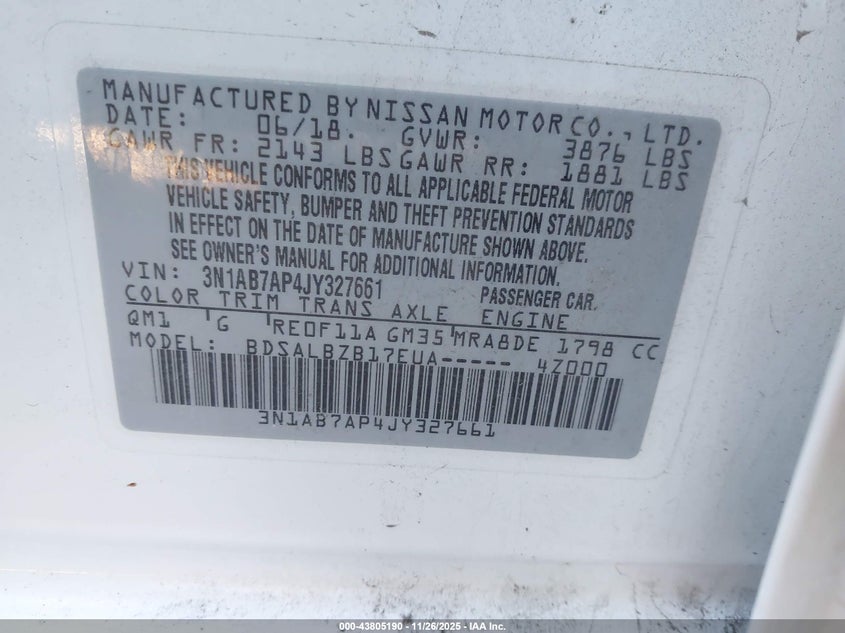 MANUFACTURED BY NISSAN MOTOR CO., LTD.
DATE: 06/18. GVWR: 3876 LBS
GAWR FR: 2143 LBS GAWR RR: 1881 LBS
THIS VEHICLE CONFORMS TO ALL APPLICABLE FEDERAL MOTOR
VEHICLE SAFETY, BUMPER AND THEFT PREVENTION STANDARDS
IN EFFECT ON THE DATE OF MANUFACTURE SHOWN ABOVE.
SEE OWNER'S MANUAL FOR ADDITIONAL INFORMATION.
VIN: 3N1AB7AP4JY327661 PASSENGER CAR.
COLOR TRIM TRANS AXLE ENGINE
QM1 G RE0F11A GM35 MRA8DE 1798 CC
MODEL: BDSALBZB17EUA----- 4Z000
3N1AB7AP4JY327661
000-43805190 - 11/26/2025 - IAA Inc.